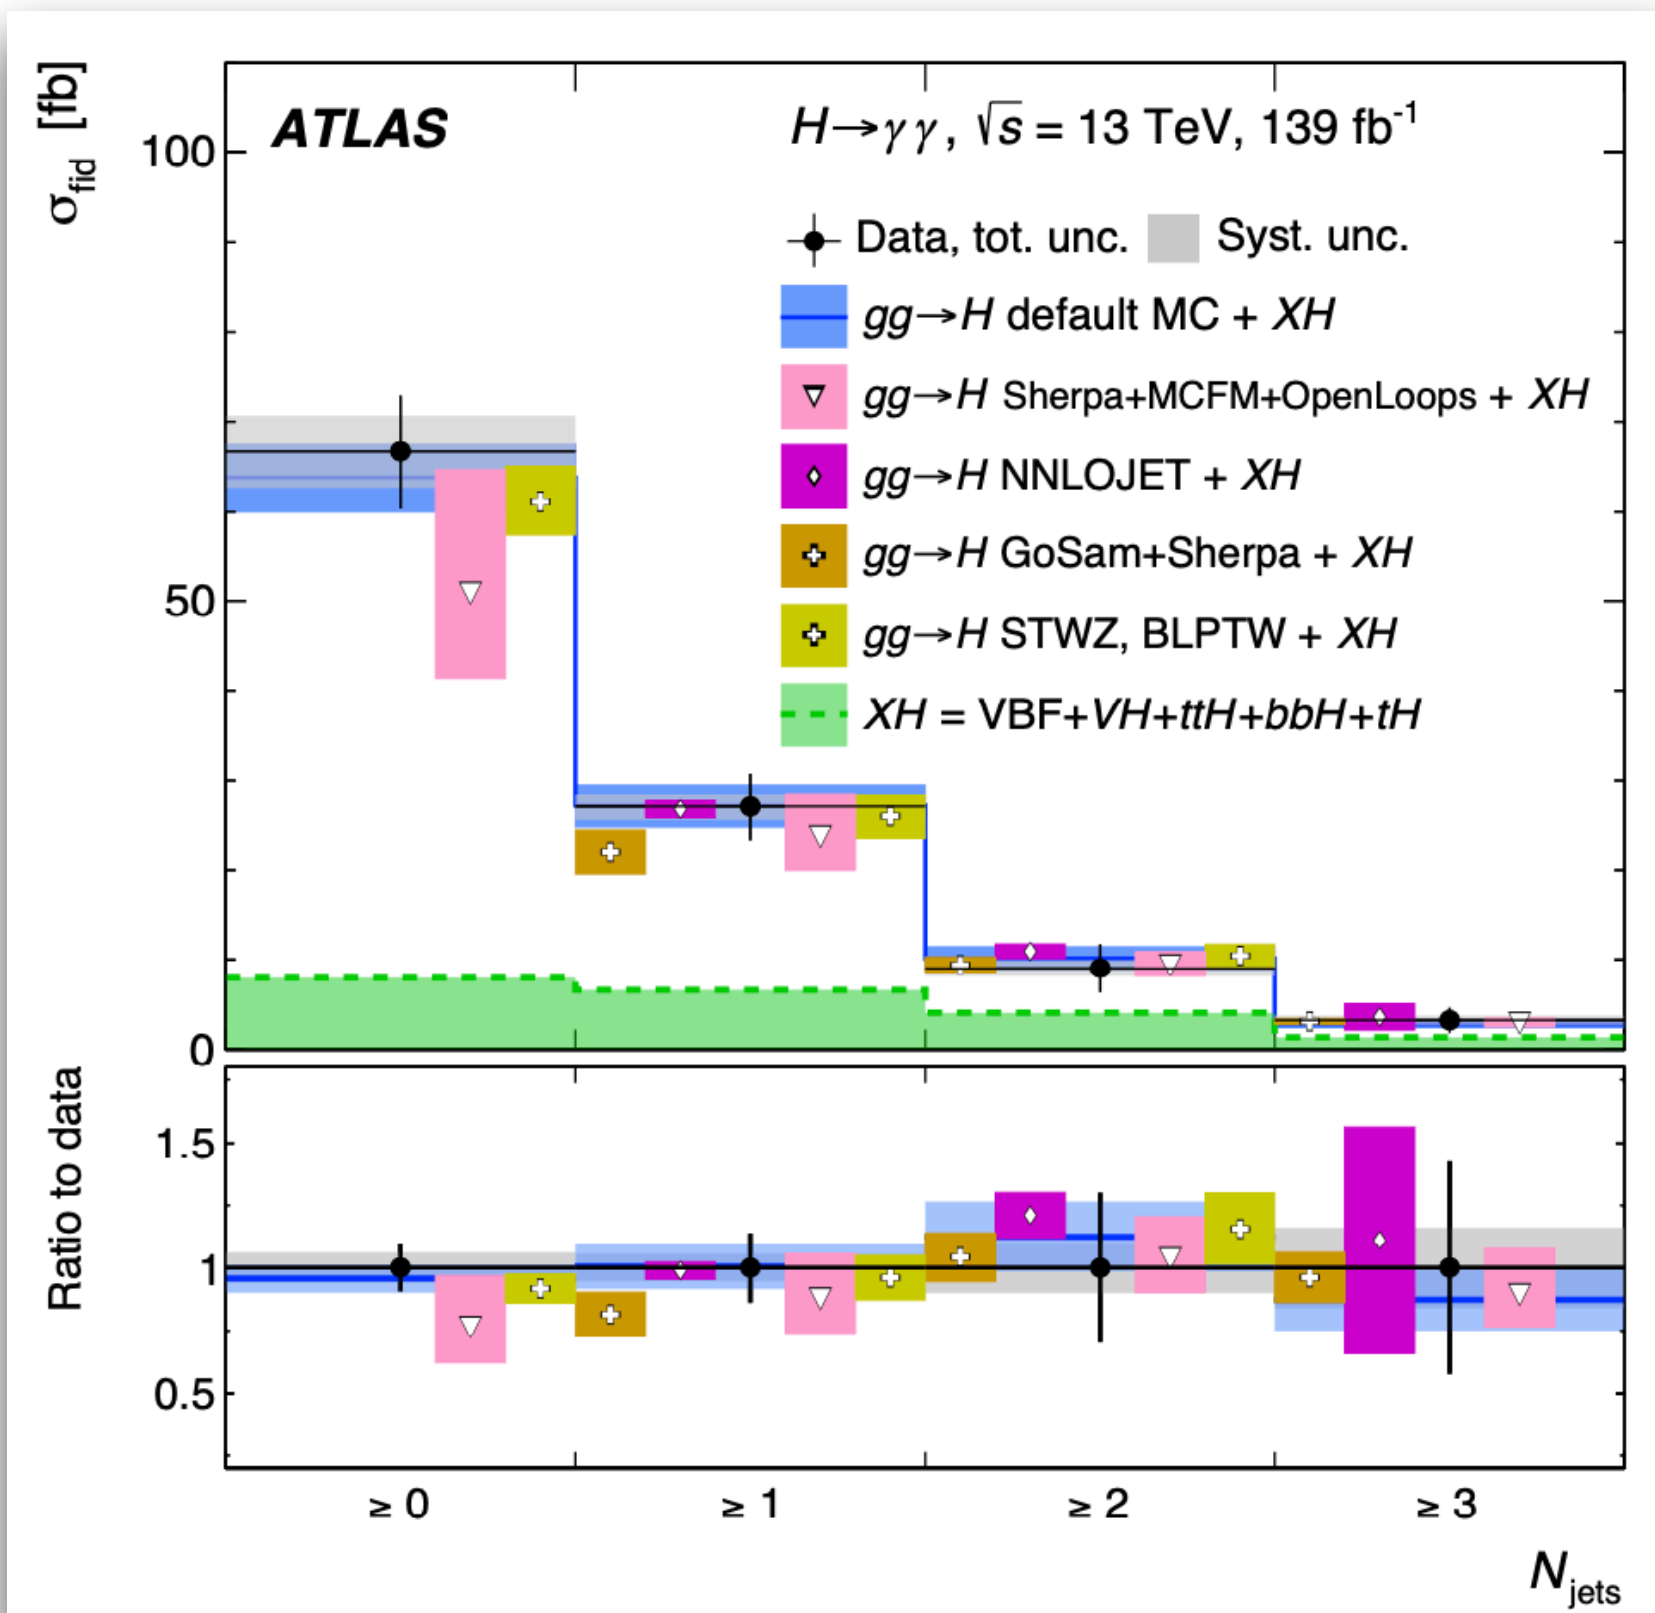 σfid [fb]
ATLAS
H→γγ, √s = 13 TeV, 139 fb-1
Data, tot. unc. Syst. unc.
gg→H default MC + XH
gg→H Sherpa+MCFM+OpenLoops + XH
gg→H NNLOJET + XH
gg→H GoSam+Sherpa + XH
gg→H STWZ, BLPTW + XH
XH = VBF+VH+ttH+bbH+tH
100
50
0
Ratio to data
1.5
1
0.5
≥ 0 ≥ 1 ≥ 2 ≥ 3
Njets